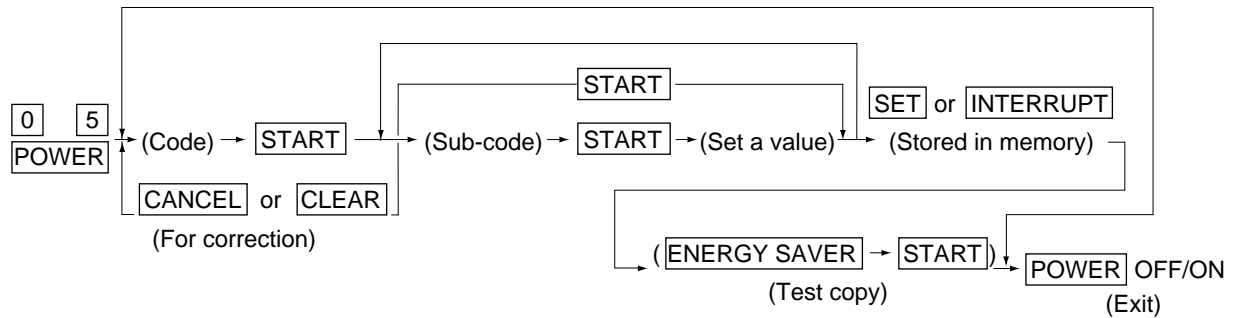 START
0 5
SET or INTERRUPT
POWER
(Code) START (Sub-code) START (Set a value) (Stored in memory)
CANCEL or CLEAR
(For correction)
(ENERGY SAVER START) POWER OFF/ON
(Test copy)
(Exit)